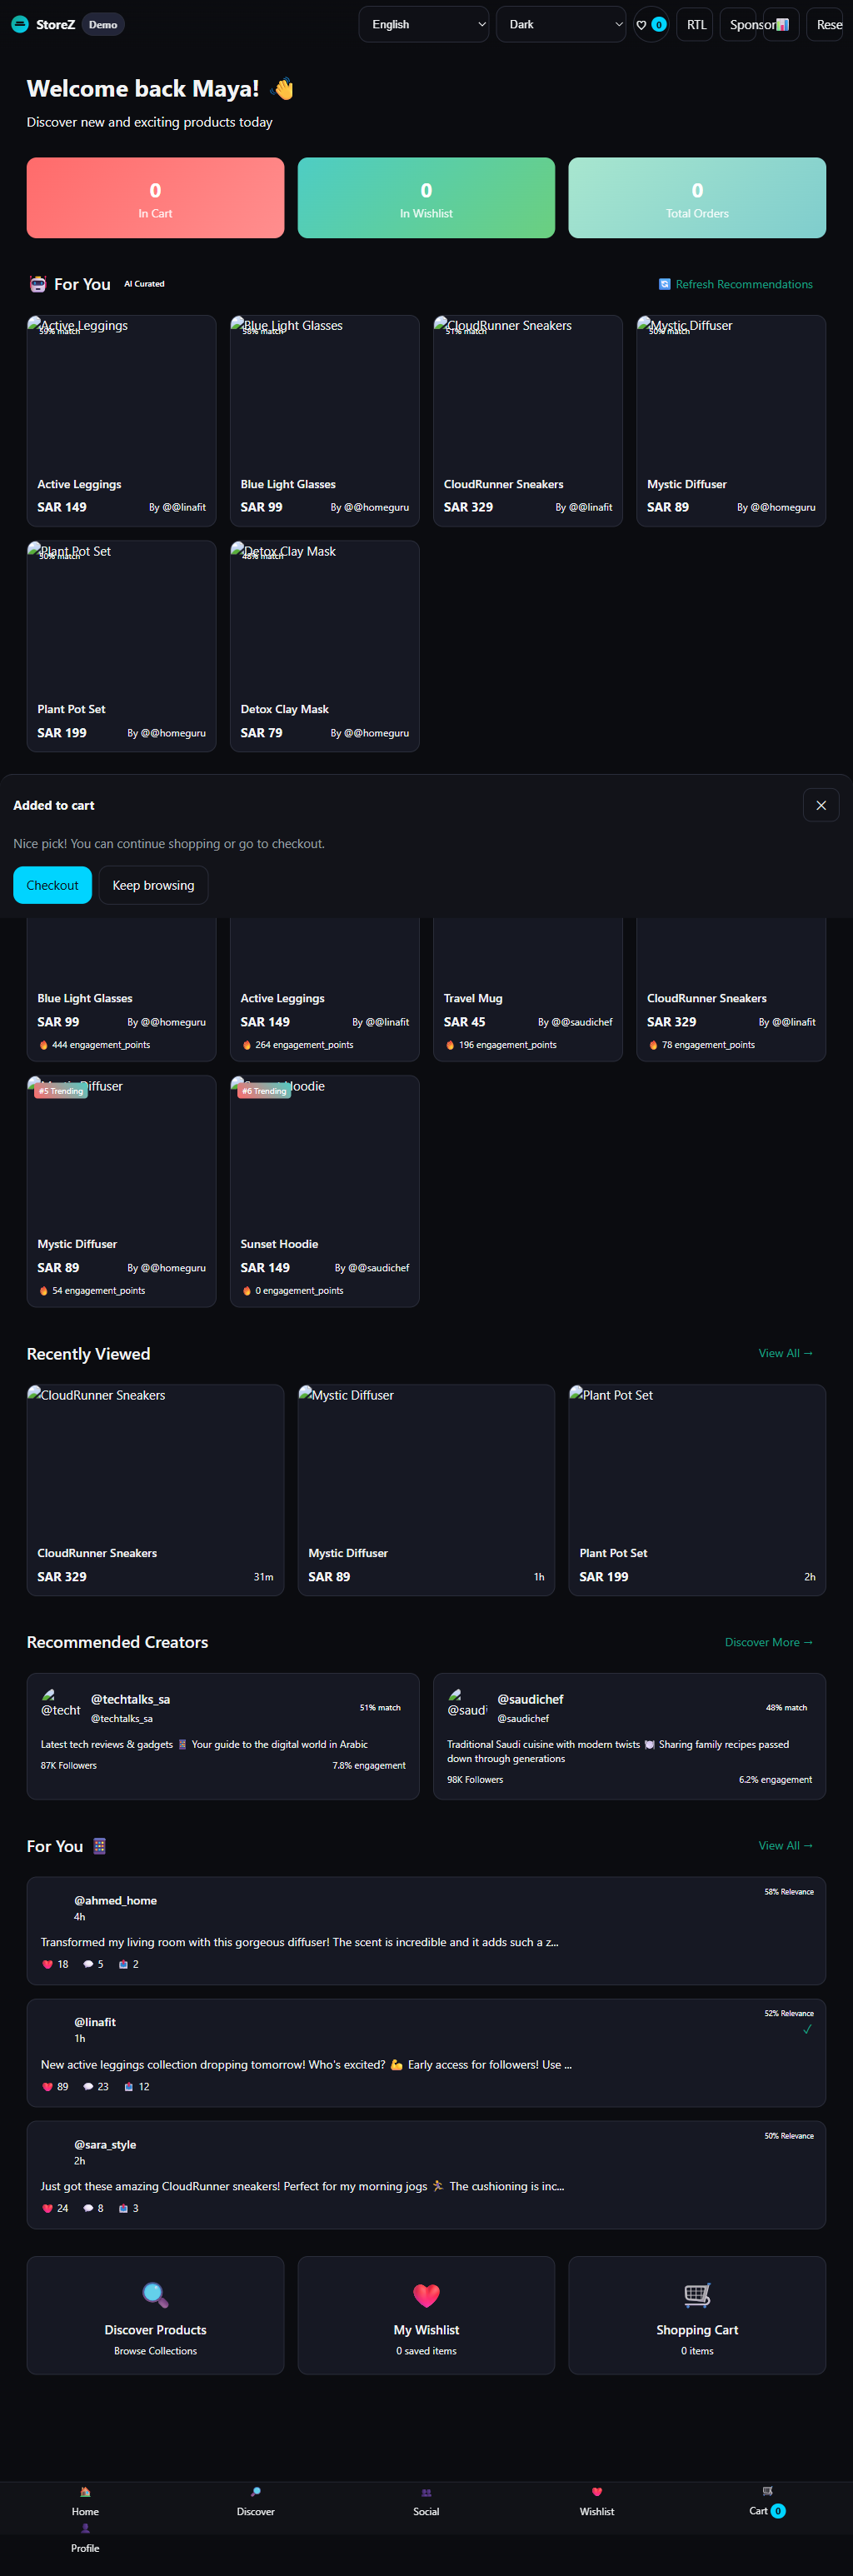 StoreZ Demo English Dark ♡ 0 RTL Sponsor Rese
Welcome back Maya! 👋
Discover new and exciting products today
0 0 0
In Cart In Wishlist Total Orders
🤖 For You AI Curated 🔄 Refresh Recommendations
Active Leggings Blue Light Glasses CloudRunner Sneakers Mystic Diffuser
59% match 58% match 51% match 50% match
Active Leggings Blue Light Glasses CloudRunner Sneakers Mystic Diffuser
SAR 149 By @@linafit SAR 99 By @@homeguru SAR 329 By @@linafit SAR 89 By @@homeguru
Plant Pot Set Detox Clay Mask
50% match 48% match
Plant Pot Set Detox Clay Mask
SAR 199 By @@homeguru SAR 79 By @@homeguru
Added to cart ×
Nice pick! You can continue shopping or go to checkout.
Checkout Keep browsing
Blue Light Glasses Active Leggings Travel Mug CloudRunner Sneakers
SAR 99 By @@homeguru SAR 149 By @@linafit SAR 45 By @@saudichef SAR 329 By @@linafit
🔥 444 engagement_points 🔥 264 engagement_points 🔥 196 engagement_points 🔥 78 engagement_points
Mystic Diffuser Sunset Hoodie
#5 Trending #6 Trending
Mystic Diffuser Sunset Hoodie
SAR 89 By @@homeguru SAR 149 By @@saudichef
🔥 54 engagement_points 🔥 0 engagement_points
Recently Viewed View All →
CloudRunner Sneakers Mystic Diffuser Plant Pot Set
CloudRunner Sneakers Mystic Diffuser Plant Pot Set
SAR 329 31m SAR 89 1h SAR 199 2h
Recommended Creators Discover More →
@techt @techtalks_sa 51% match @saudi @saudichef 48% match
@techtalks_sa @saudichef
Latest tech reviews & gadgets 📱 Your guide to the digital world in Arabic
87K Followers 7.8% engagement
Traditional Saudi cuisine with modern twists 🍽️ Sharing family recipes passed
down through generations
98K Followers 6.2% engagement
For You 📱 View All →
@ahmed_home 58% Relevance
4h
Transformed my living room with this gorgeous diffuser! The scent is incredible and it adds such a z...
❤️ 18 💬 5 📤 2
@linafit 52% Relevance
1h ✓
New active leggings collection dropping tomorrow! Who's excited? 💪 Early access for followers! Use ...
❤️ 89 💬 23 📤 12
@sara_style 50% Relevance
2h
Just got these amazing CloudRunner sneakers! Perfect for my morning jogs 🏃 The cushioning is inc...
❤️ 24 💬 8 📤 3
Discover Products My Wishlist Shopping Cart
Browse Collections 0 saved items 0 items
Home Discover Social Wishlist Cart 0
Profile